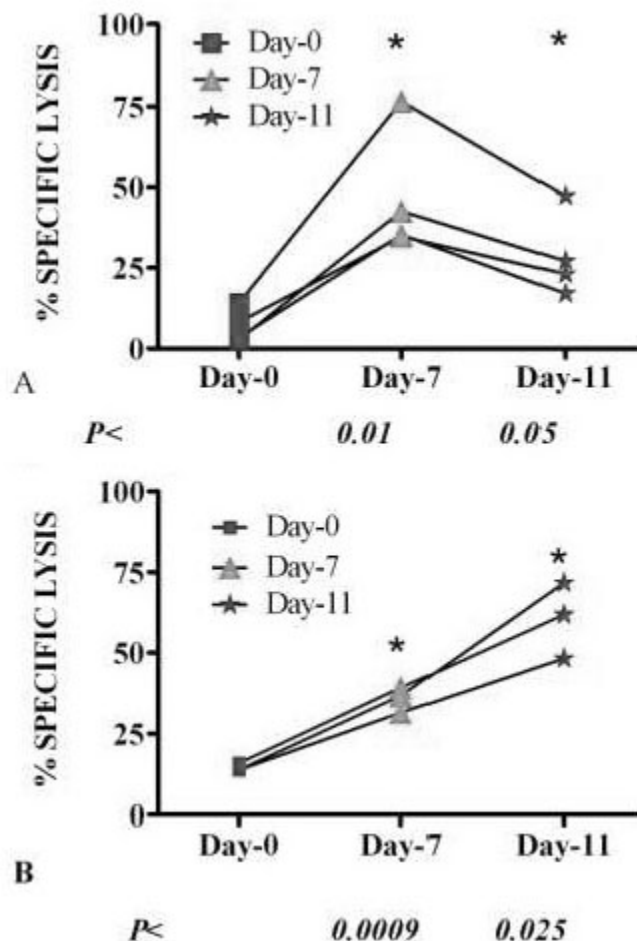 100
75
50
25
0
% SPECIFIC LYSIS
Day-0
Day-7
Day-11
*
*
Day-0 Day-7 Day-11
A
P< 0.01 0.05
100
75
50
25
0
% SPECIFIC LYSIS
Day-0
Day-7
Day-11
*
*
Day-0 Day-7 Day-11
B
P< 0.0009 0.025